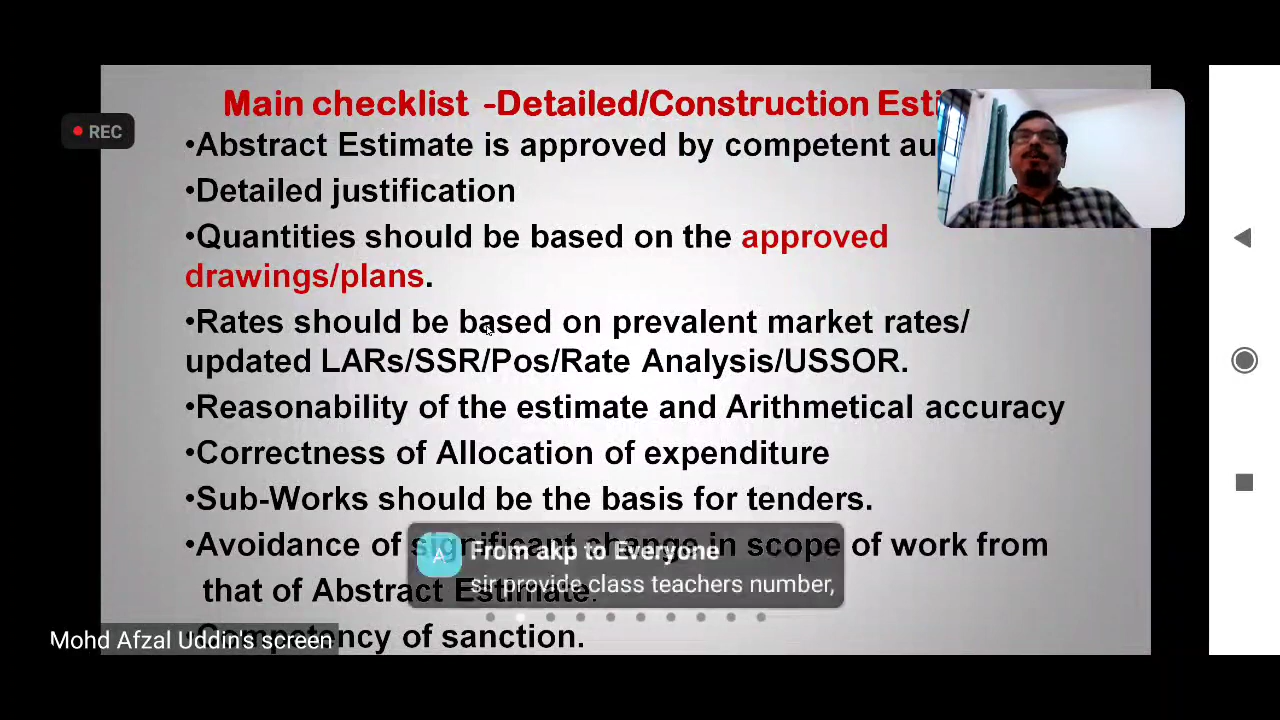 Main checklist -Detailed/Construction Esti
REC
•Abstract Estimate is approved by competent au
•Detailed justification
•Quantities should be based on the approved
drawings/plans.
•Rates should be based on prevalent market rates/
updated LARs/SSR/Pos/Rate Analysis/USSOR.
•Reasonability of the estimate and Arithmetical accuracy
•Correctness of Allocation of expenditure
•Sub-Works should be the basis for tenders.
•Avoidance of significant change in scope of work from
A From akp to Everyone
sir provide class teachers number,
that of Abstract Estimate.
•Competency of sanction.
Mohd Afzal Uddin's screen